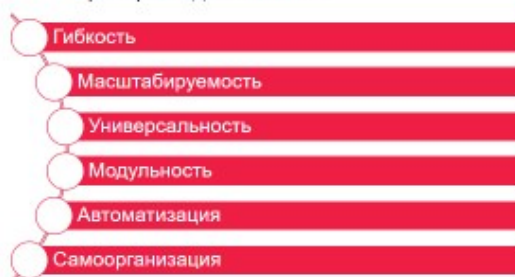 Гибкость
Масштабируемость
Универсальность
Модульность
Автоматизация
Самоорганизация